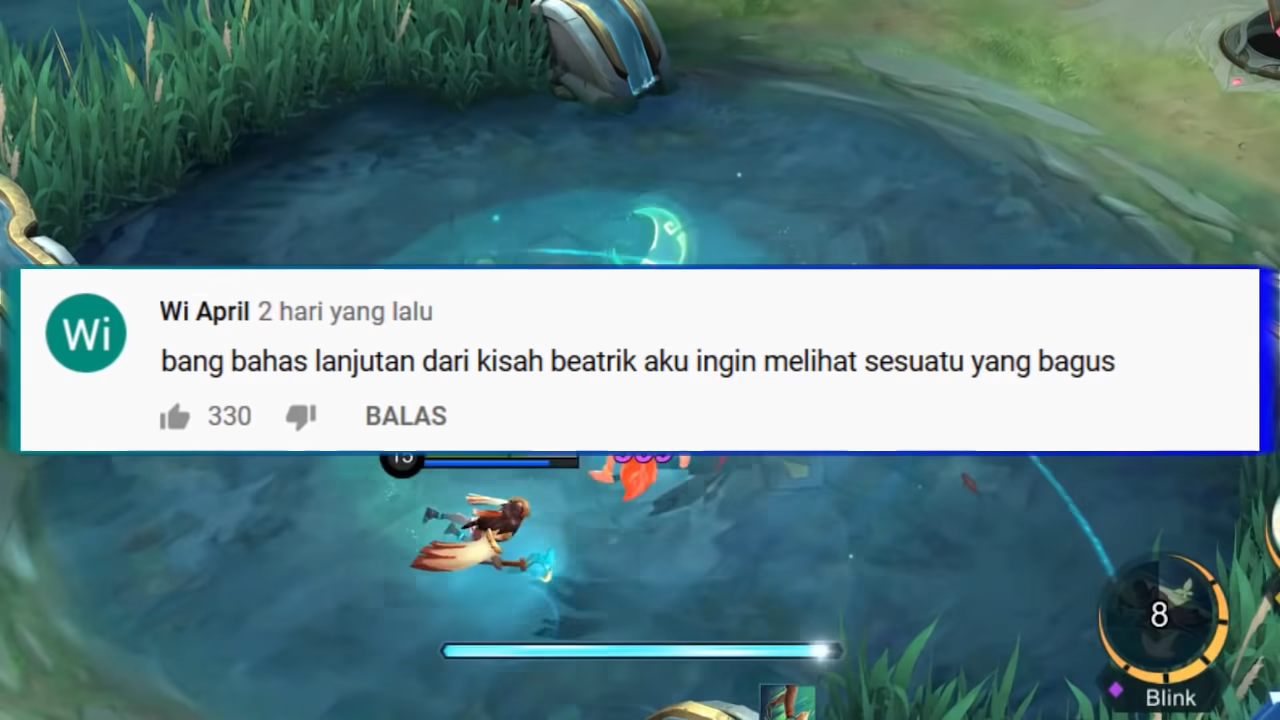 Wi
Wi April 2 hari yang lalu
bang bahas lanjutan dari kisah beatrik aku ingin melihat sesuatu yang bagus
330 BALAS
15
8
Blink